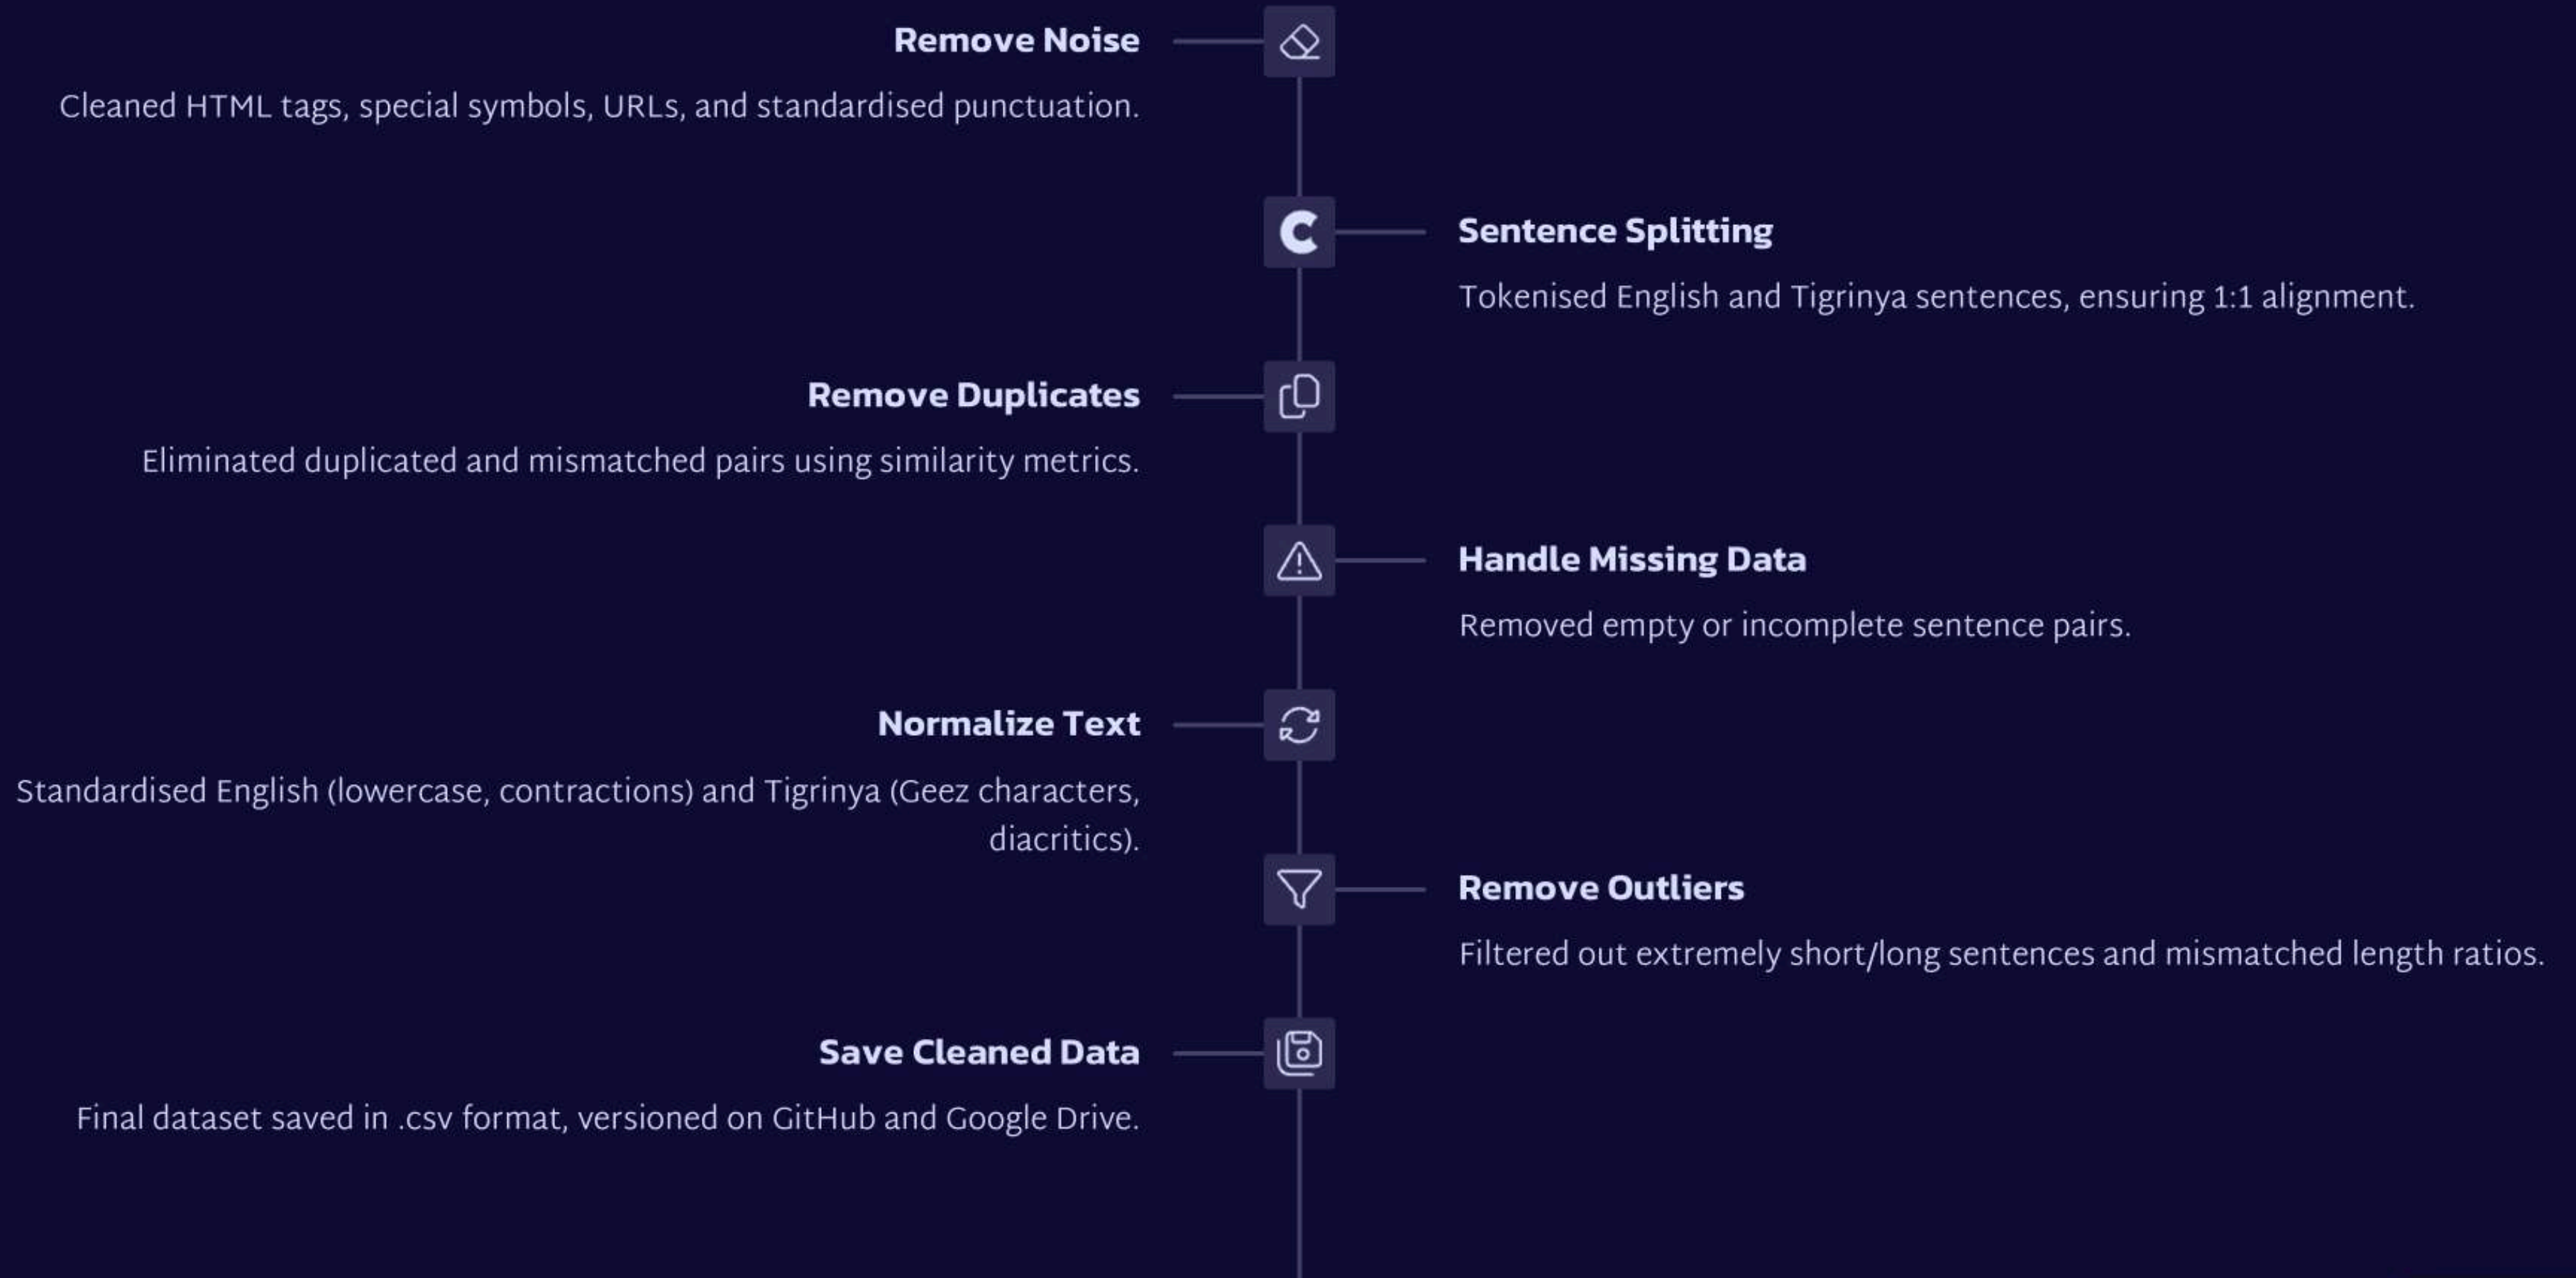 Remove Noise
Cleaned HTML tags, special symbols, URLs, and standardised punctuation.
Sentence Splitting
Tokenised English and Tigrinya sentences, ensuring 1:1 alignment.
Remove Duplicates
Eliminated duplicated and mismatched pairs using similarity metrics.
Handle Missing Data
Removed empty or incomplete sentence pairs.
Normalize Text
Standardised English (lowercase, contractions) and Tigrinya (Geez characters,
diacritics).
Remove Outliers
Filtered out extremely short/long sentences and mismatched length ratios.
Save Cleaned Data
Final dataset saved in .csv format, versioned on GitHub and Google Drive.